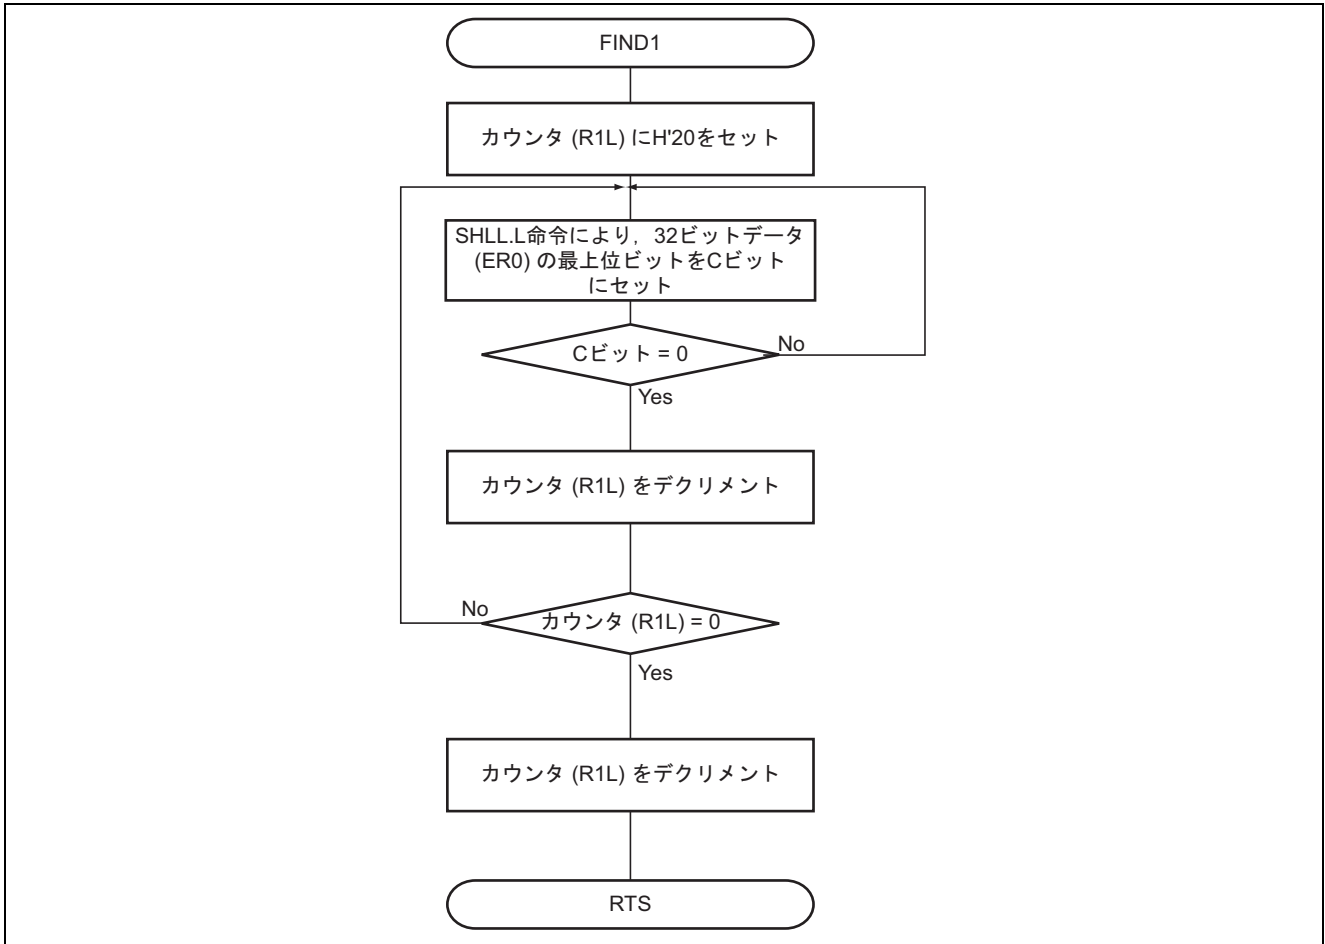 FIND1
カウンタ (R1L) にH'20をセット
SHLL.L命令により，32ビットデータ
(ER0) の最上位ビットをCビット
にセット
Cビット = 0
No
Yes
カウンタ (R1L) をデクリメント
No
カウンタ (R1L) = 0
Yes
カウンタ (R1L) をデクリメント
RTS